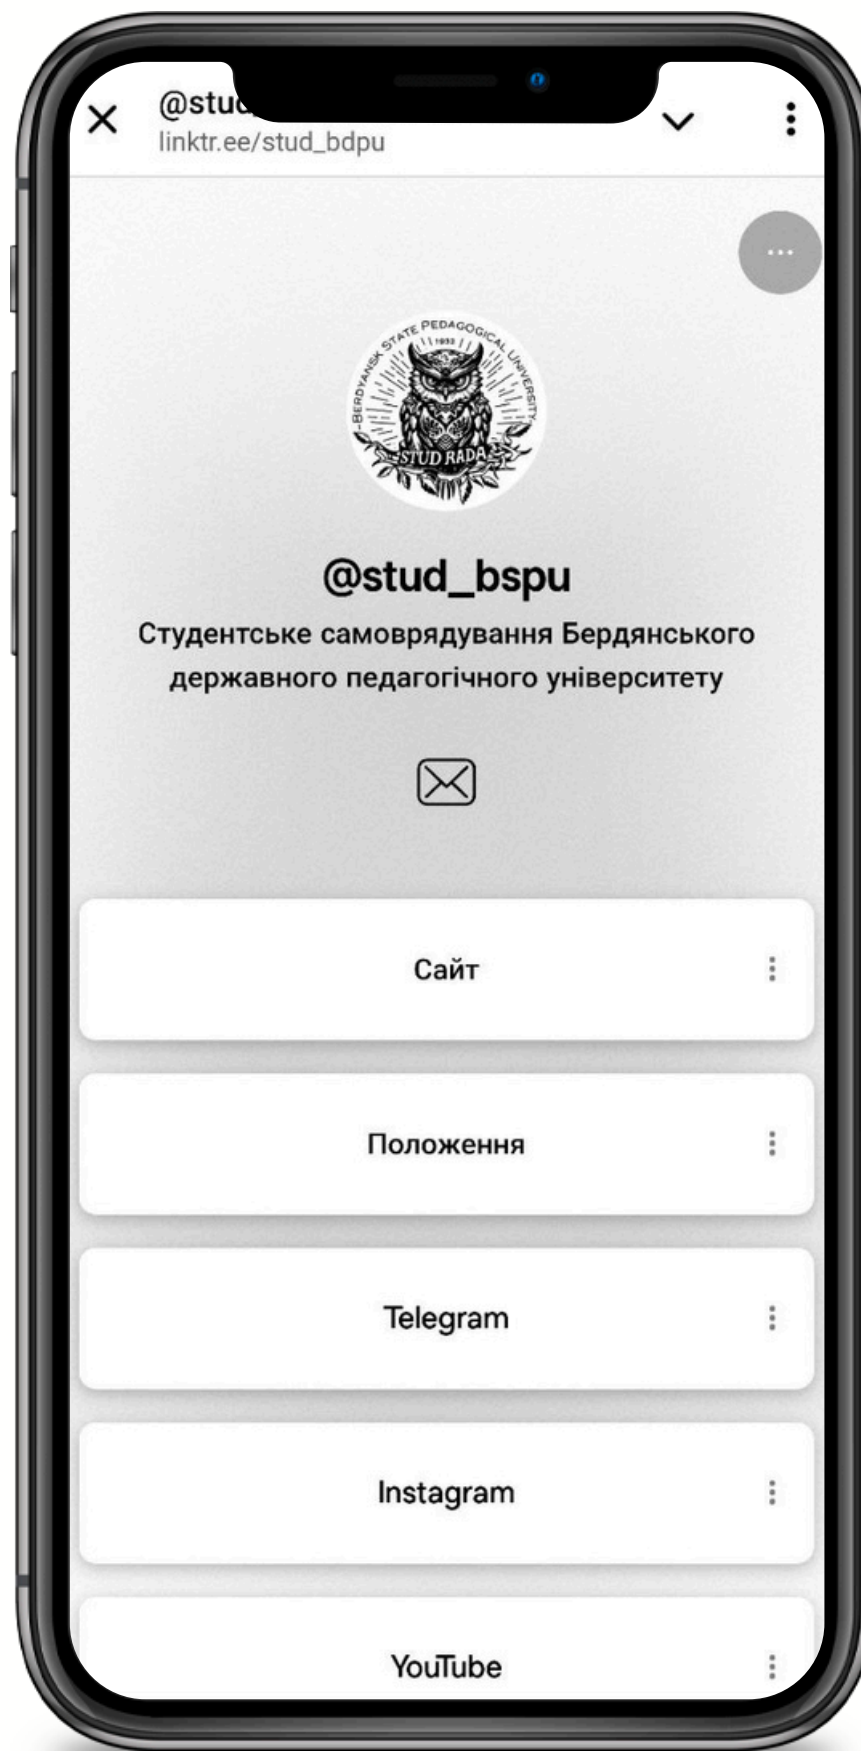 @stud_
linktr.ee/stud_bdpu
BERDYANSK STATE PEDAGOGICAL UNIVERSITY
1932
STUD RADA
@stud_bspu
Студентське самоврядування Бердянського
державного педагогічного університету
Сайт
Положення
Telegram
Instagram
YouTube